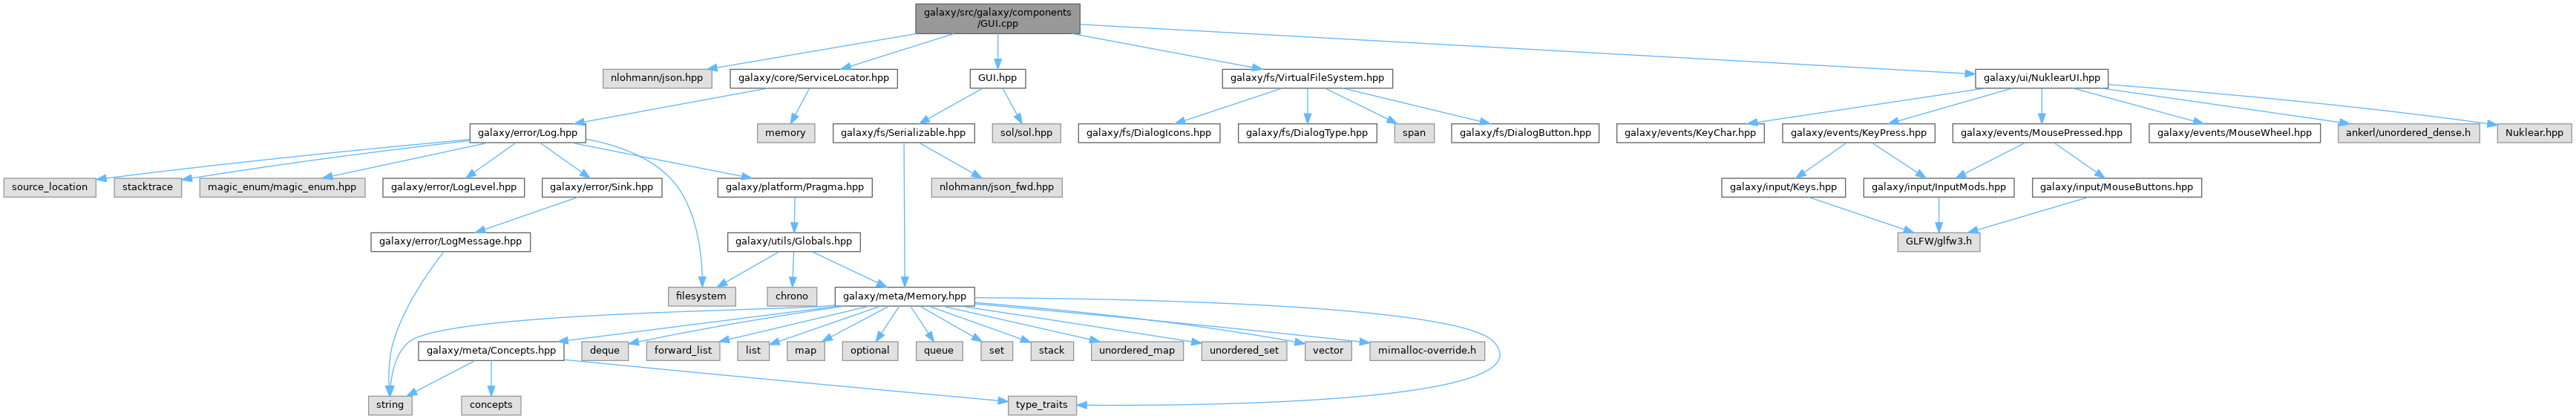 galaxy/src/galaxy/components
/GUI.cpp
nlohmann/json.hpp
galaxy/core/ServiceLocator.hpp
GUI.hpp
galaxy/fs/VirtualFileSystem.hpp
galaxy/ui/NuklearUI.hpp
galaxy/error/Log.hpp
memory
galaxy/fs/Serializable.hpp
sol/sol.hpp
galaxy/fs/DialogIcons.hpp
galaxy/fs/DialogType.hpp
span
galaxy/fs/DialogButton.hpp
galaxy/events/KeyChar.hpp
galaxy/events/KeyPress.hpp
galaxy/events/MousePressed.hpp
galaxy/events/MouseWheel.hpp
ankerl/unordered_dense.h
Nuklear.hpp
source_location
stacktrace
magic_enum/magic_enum.hpp
galaxy/error/LogLevel.hpp
galaxy/error/Sink.hpp
galaxy/platform/Pragma.hpp
nlohmann/json_fwd.hpp
galaxy/input/Keys.hpp
galaxy/input/InputMods.hpp
galaxy/input/MouseButtons.hpp
galaxy/error/LogMessage.hpp
galaxy/utils/Globals.hpp
GLFW/glfw3.h
filesystem
chrono
galaxy/meta/Memory.hpp
galaxy/meta/Concepts.hpp
deque
forward_list
list
map
optional
queue
set
stack
unordered_map
unordered_set
vector
mimalloc-override.h
string
concepts
type_traits